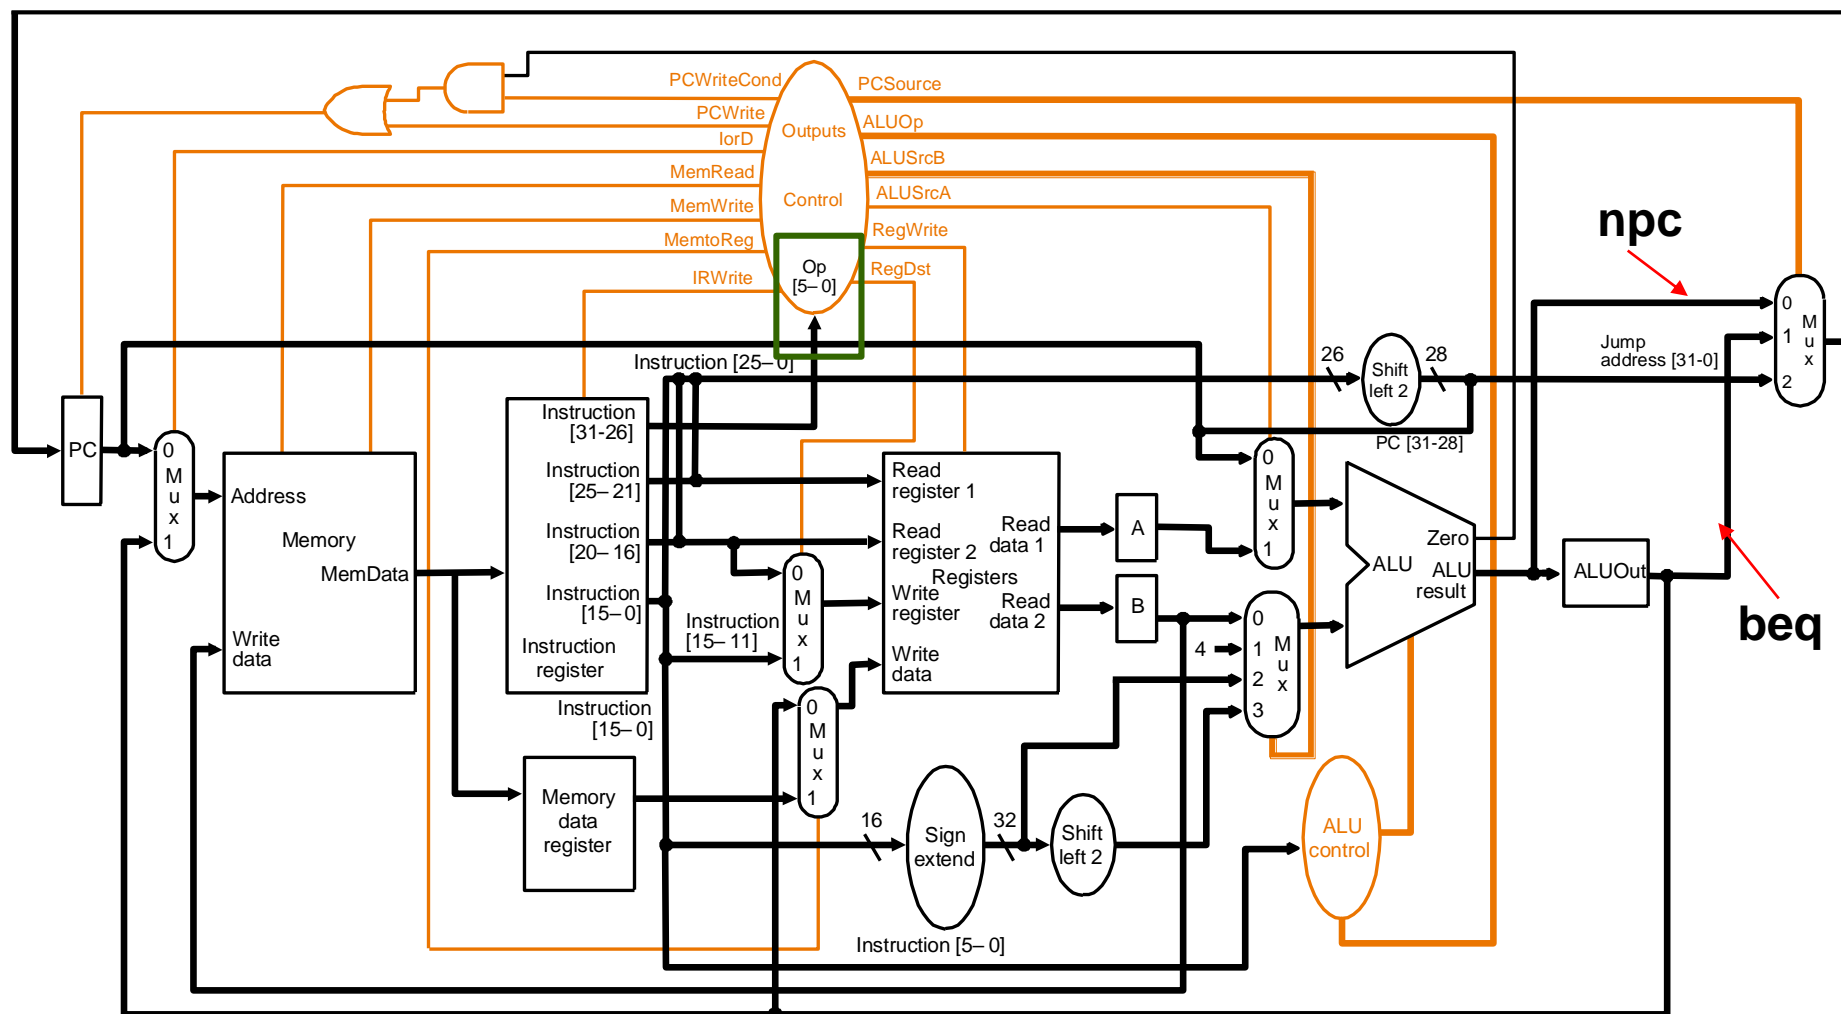 PCWriteCond
PCSource
PCWrite
ALUOp
IorD
Outputs
ALUSrcB
MemRead
Control
ALUSrcA
MemWrite
RegWrite
MemtoReg
RegDst
IRWrite
Op
[5–0]
npc
beq
Instruction [25–0]
26
Shift
left 2
28
Jump
address [31-0]
PC [31-28]
0
1
2
M
u
x
PC
0
M
u
x
1
Address
Memory
MemData
Write
data
Instruction
[31-26]
Instruction
[25–21]
Instruction
[20–16]
Instruction
[15–0]
Instruction
register
Instruction
[15–11]
Instruction
[15–0]
0
M
u
x
1
0
M
u
x
1
Memory
data
register
Read
register 1
Read
register 2
Registers
Write
register
Write
data
Read
data 1
Read
data 2
A
B
0
M
u
x
1
4
0
1
2
3
M
u
x
Zero
ALU
ALU
result
ALUOut
16
Sign
extend
32
Shift
left 2
ALU
control
Instruction [5–0]